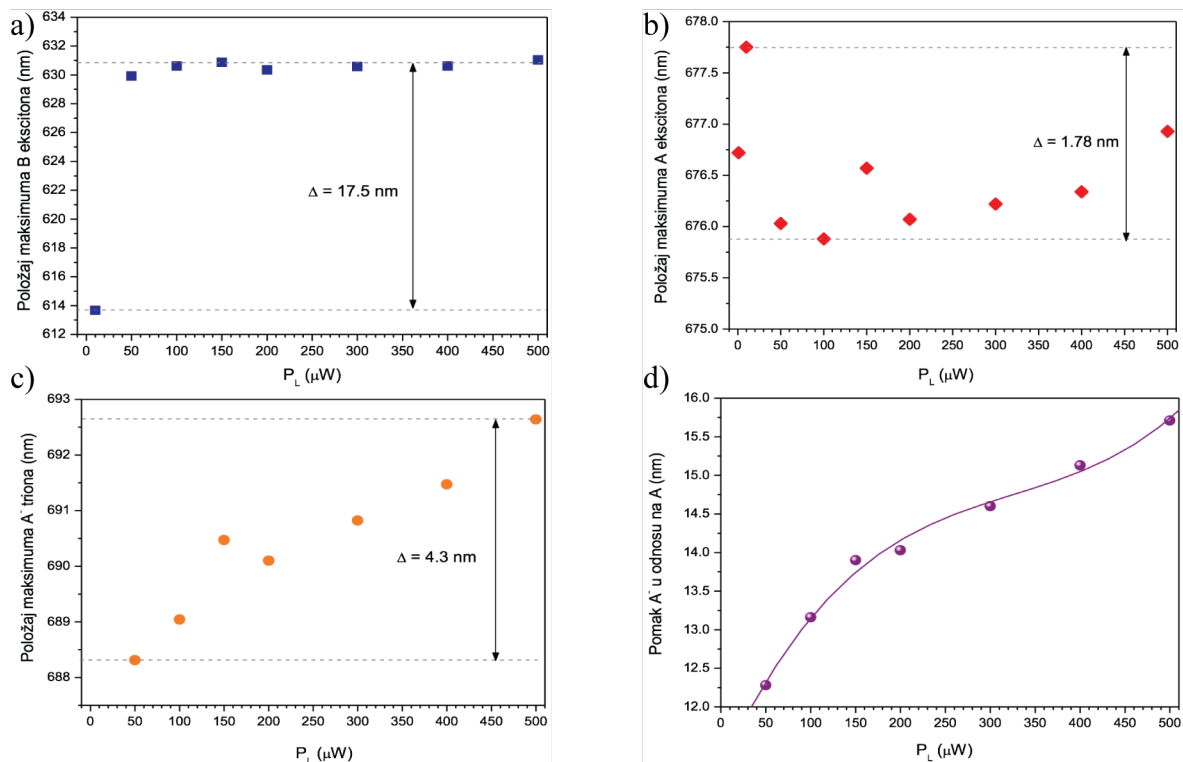 a)
Položaj maksimuma B ekscitona (nm)
634
632
630
628
626
624
622
620
618
616
614
612
Δ = 17.5 nm
0 50 100 150 200 250 300 350 400 450 500
P_L (μW)
b)
Položaj maksimuma A ekscitona (nm)
678.0
677.5
677.0
676.5
676.0
675.5
675.0
Δ = 1.78 nm
0 50 100 150 200 250 300 350 400 450 500
P_L (μW)
c)
Položaj maksimuma A⁻ triona (nm)
693
692
691
690
689
688
Δ = 4.3 nm
0 50 100 150 200 250 300 350 400 450 500
P_L (μW)
d)
Pomak A⁻ u odnosu na A (nm)
16.0
15.5
15.0
14.5
14.0
13.5
13.0
12.5
12.0
0 50 100 150 200 250 300 350 400 450 500
P_L (μW)